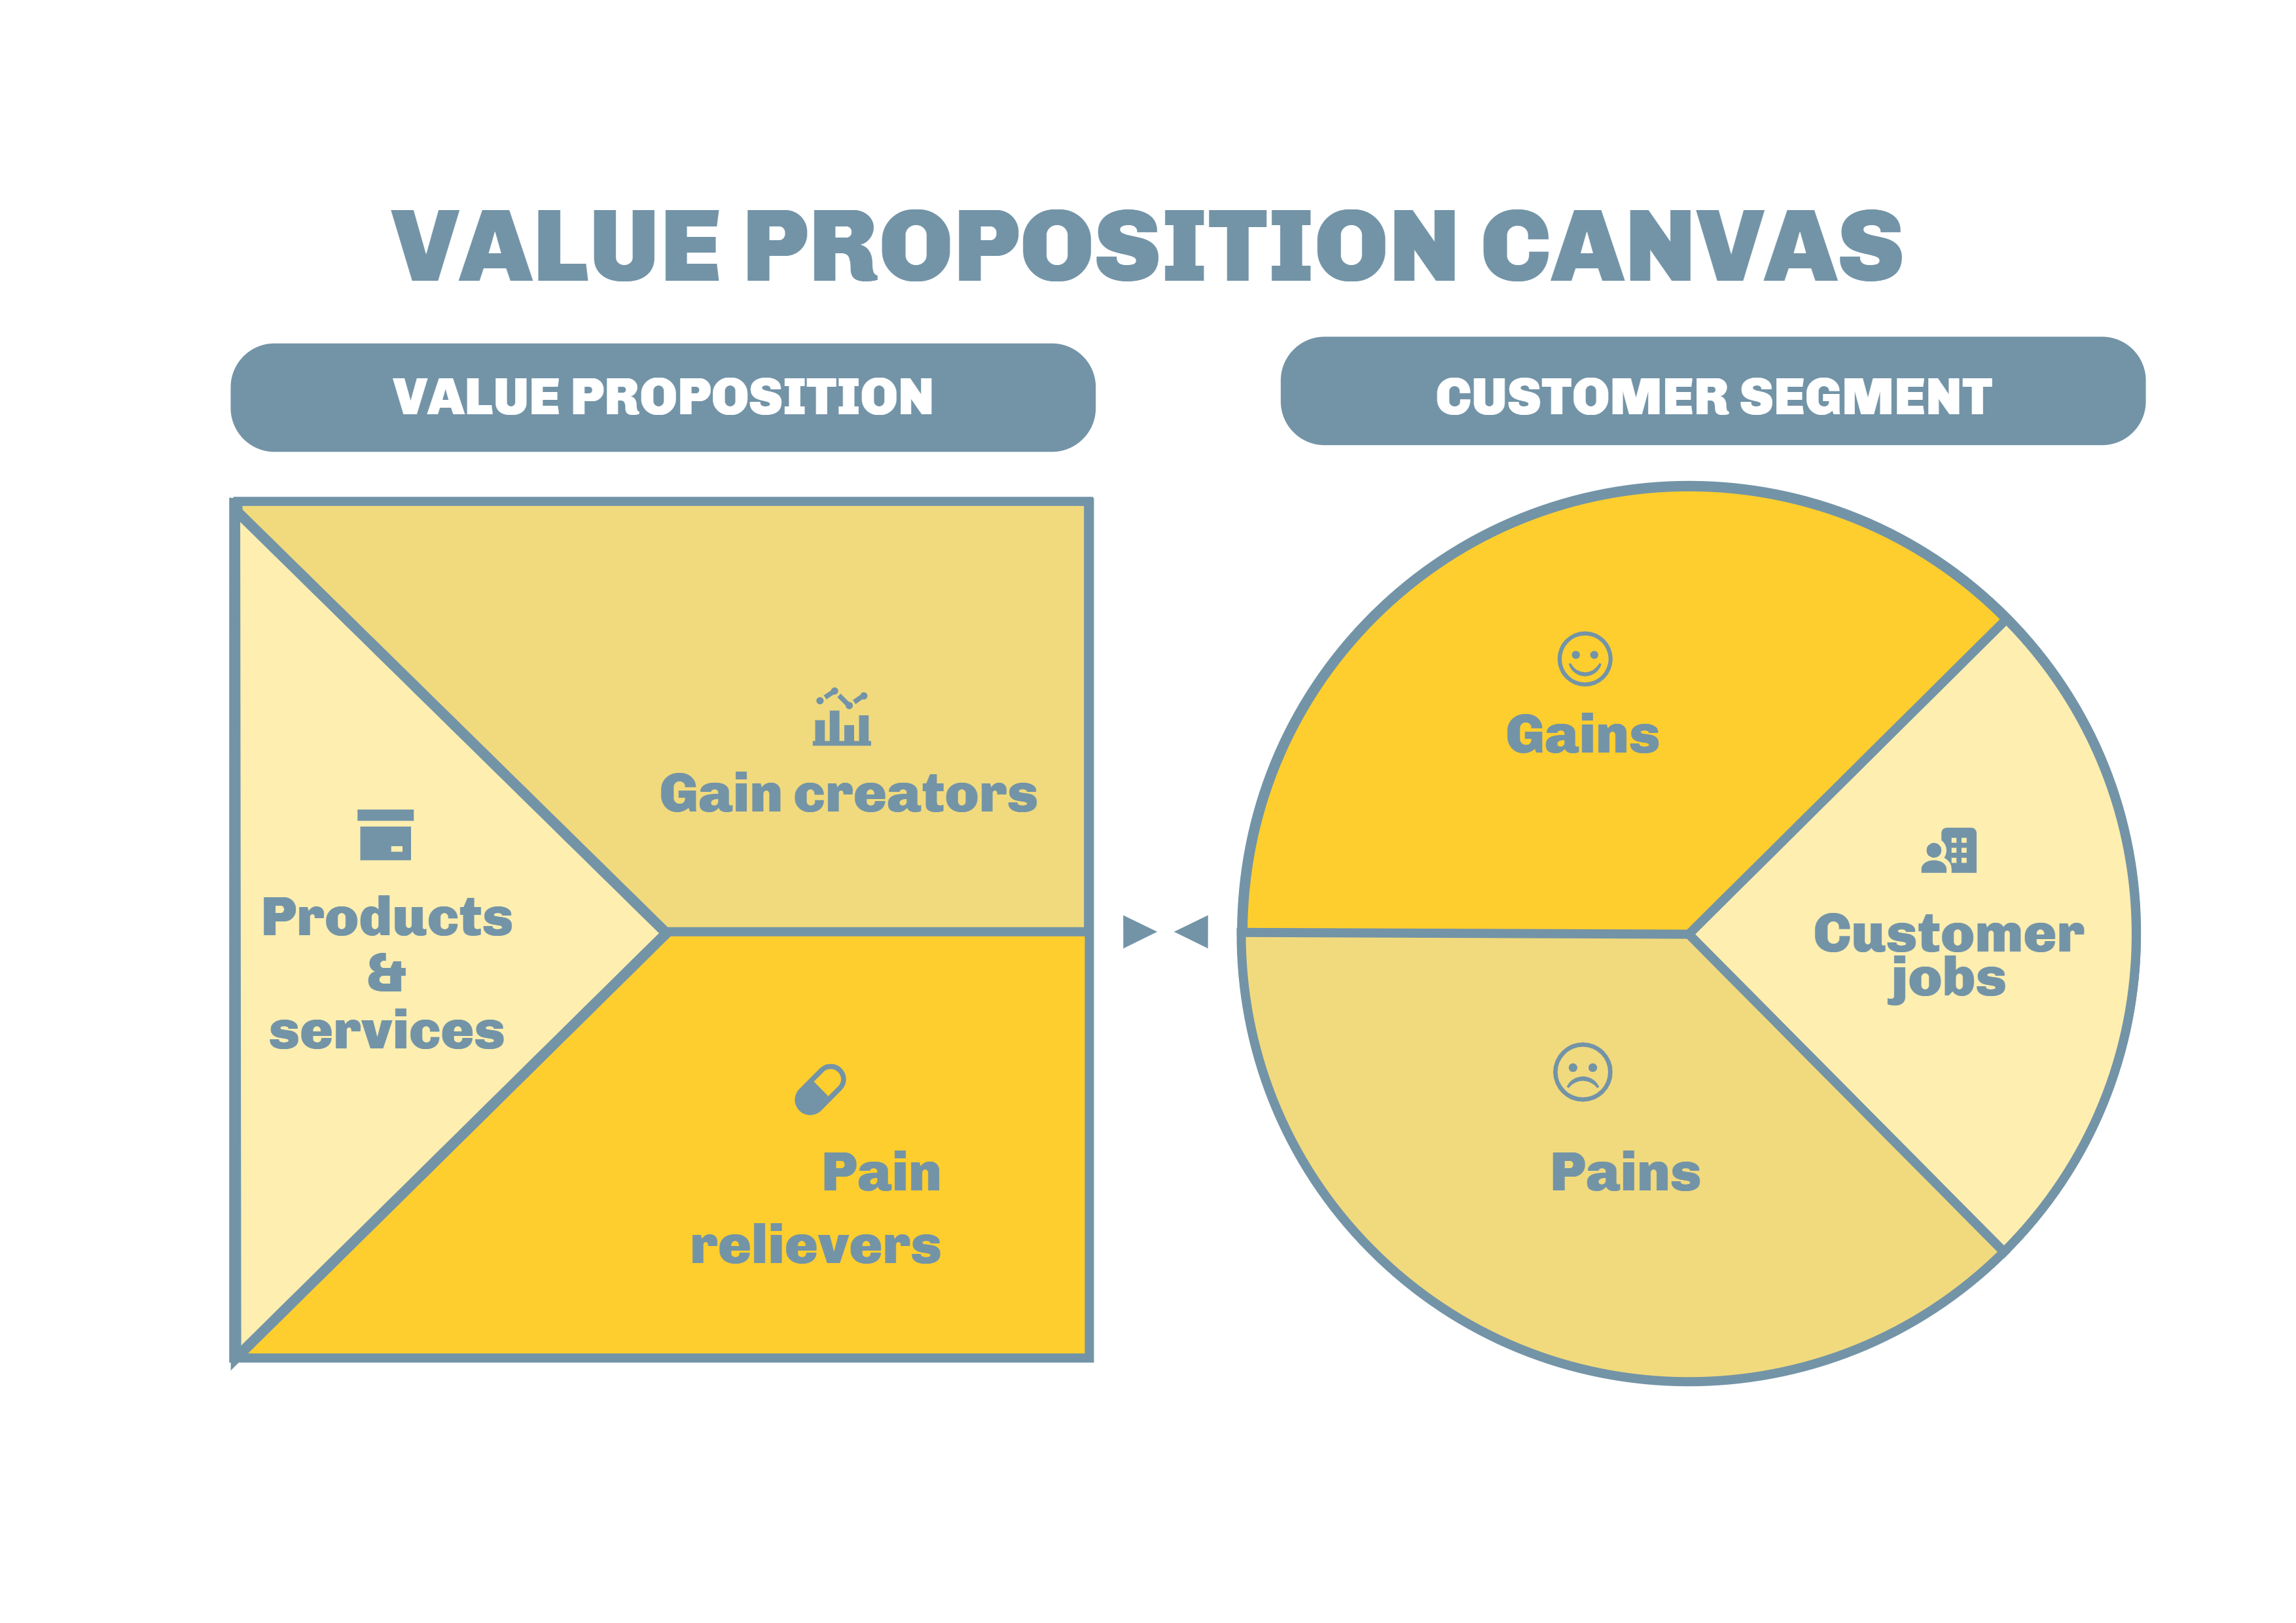 VALUE PROPOSITION CANVAS
VALUE PROPOSITION
CUSTOMER SEGMENT
Products
&
services
Gain creators
Pain
relievers
Gains
Pains
Customer
jobs